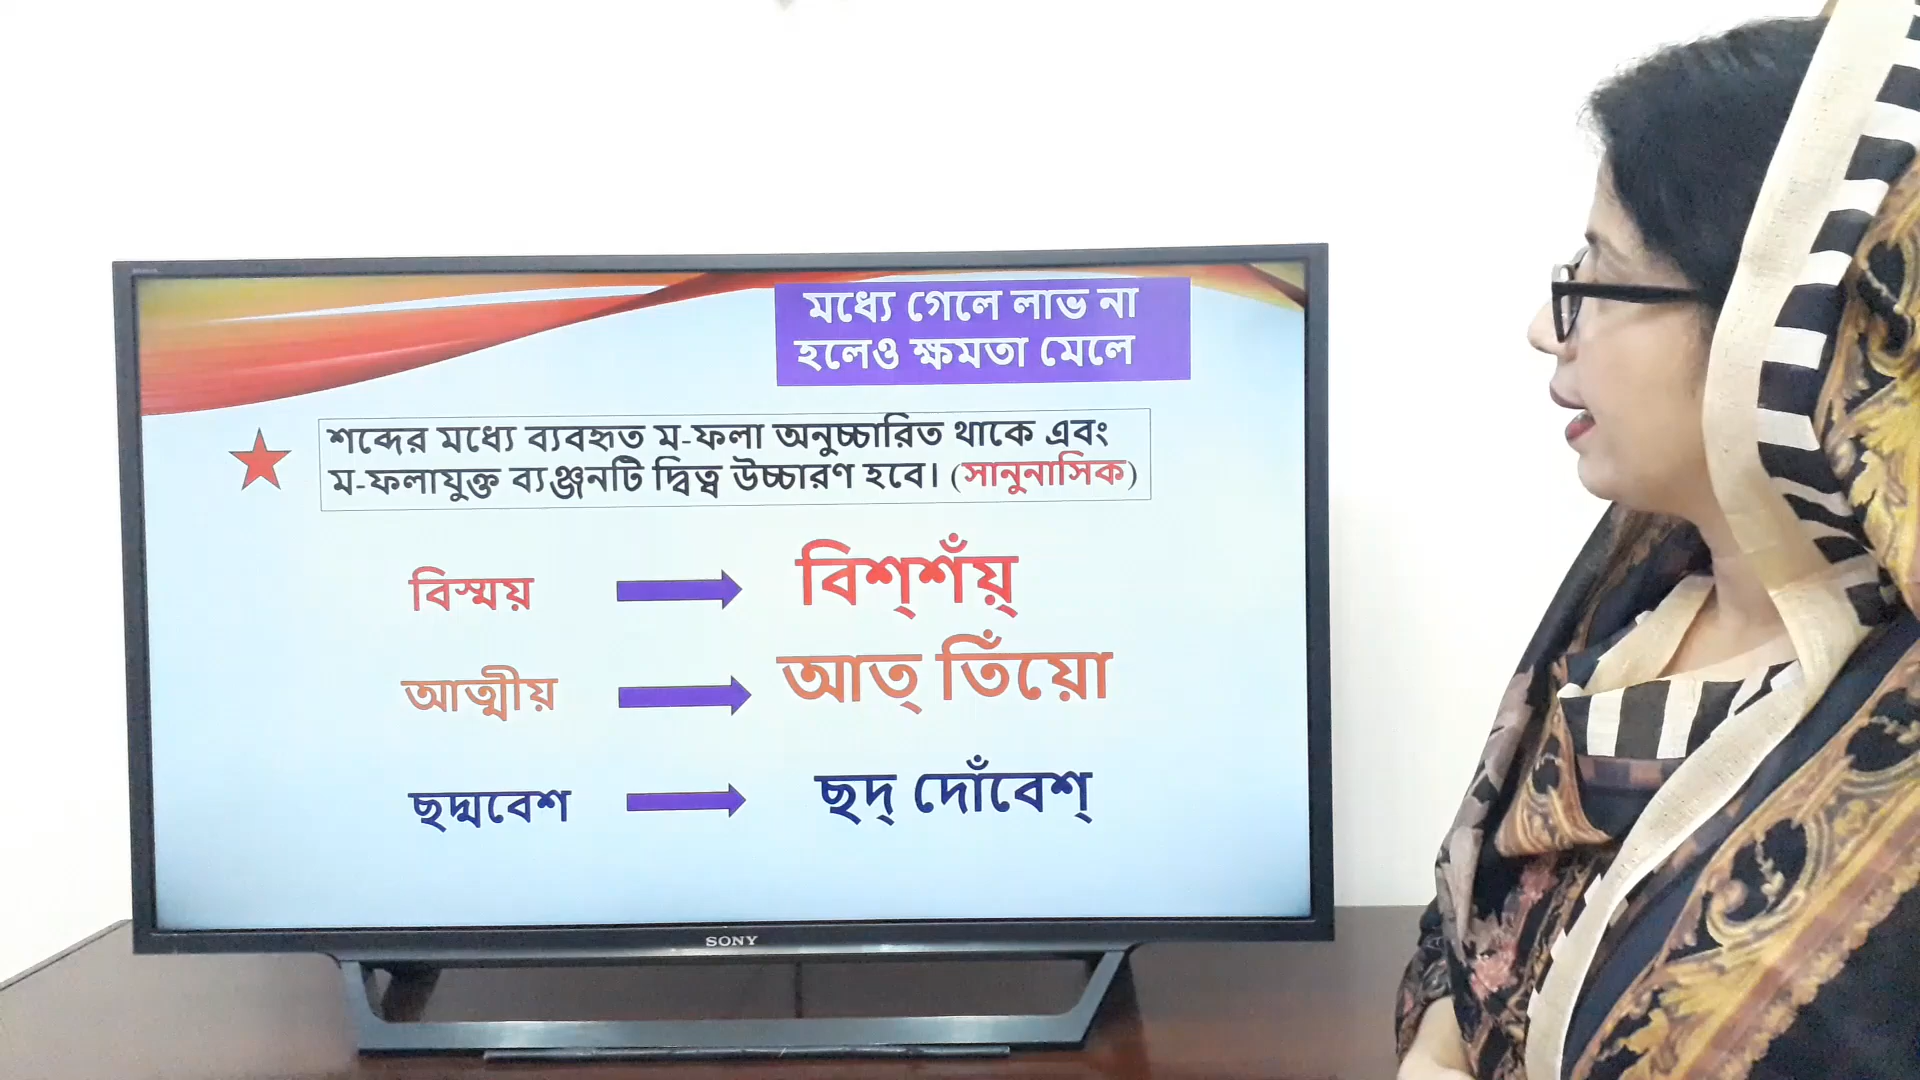 মধ্যে গেলে লাভ না
হলেও ক্ষমতা মেলে
শব্দের মধ্যে ব্যবহৃত ম-ফলা অনুচ্চারিত থাকে এবং
ম-ফলাযুক্ত ব্যঞ্জনটি দ্বিত্ব উচ্চারণ হবে। (সানুনাসিক)
বিস্ময় বিশ্‌শঁয়্
আত্মীয় আত্ তিঁয়ো
ছদ্মবেশ ছদ্ দোঁবেশ্
SONY